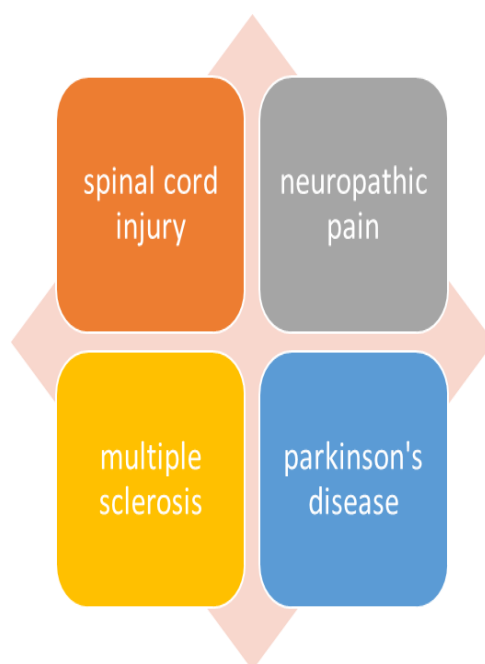 spinal cord
injury
neuropathic
pain
multiple
sclerosis
parkinson's
disease